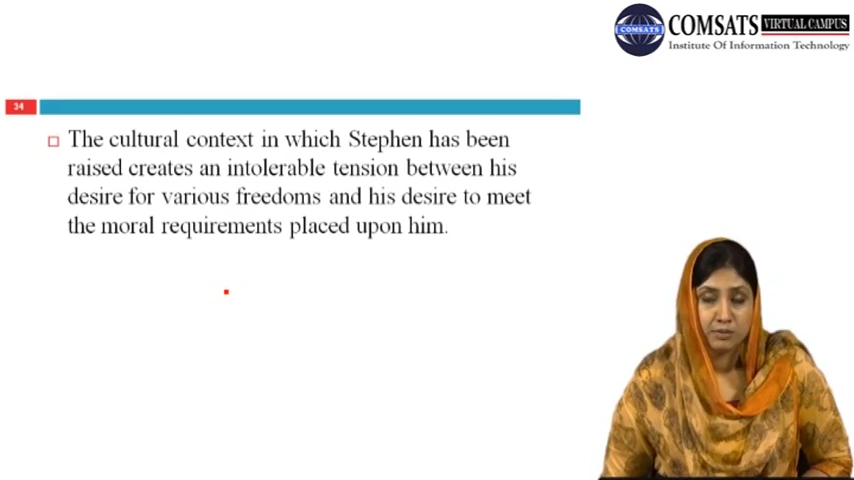 COMSATS
COMSATS VIRTUAL CAMPUS
Institute Of Information Technology
34
The cultural context in which Stephen has been
raised creates an intolerable tension between his
desire for various freedoms and his desire to meet
the moral requirements placed upon him.